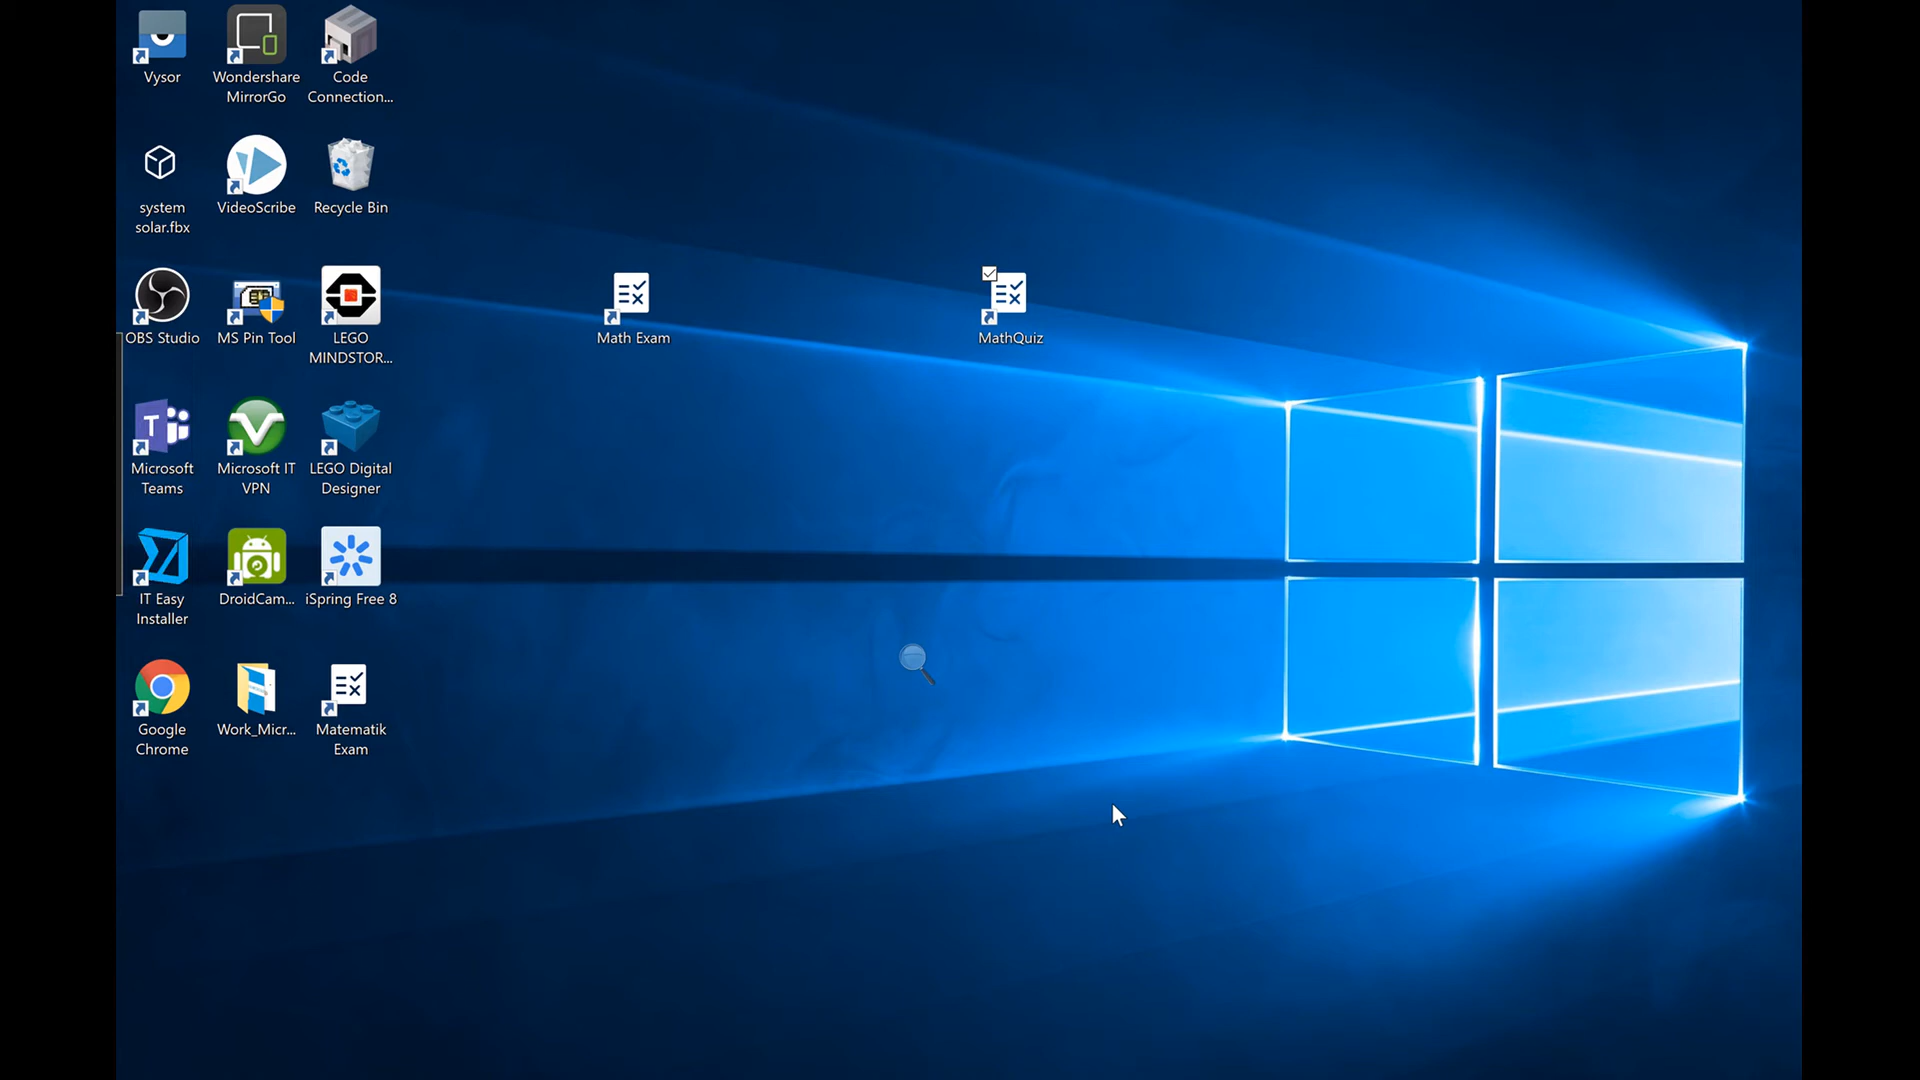 Vysor
Wondershare
MirrorGo
Code
Connection...
system
solar.fbx
VideoScribe
Recycle Bin
OBS Studio
MS Pin Tool
LEGO
MINDSTOR...
Math Exam
MathQuiz
Microsoft
Teams
Microsoft IT
VPN
LEGO Digital
Designer
IT Easy
Installer
DroidCam...
iSpring Free 8
Google
Chrome
Work_Micr...
Matematik
Exam